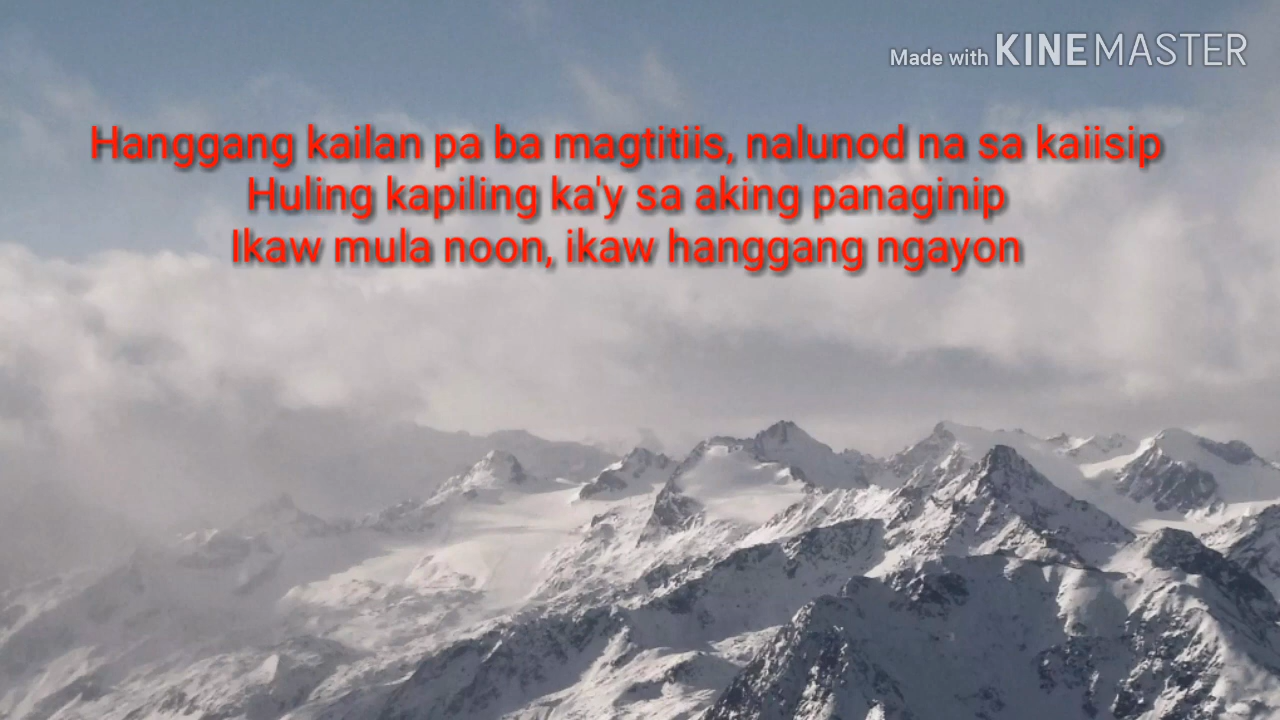 Made with KINEMASTER
Hanggang kailan pa ba magtitiis, nalunod na sa kaiisip
Huling kapiling ka'y sa aking panaginip
Ikaw mula noon, ikaw hanggang ngayon